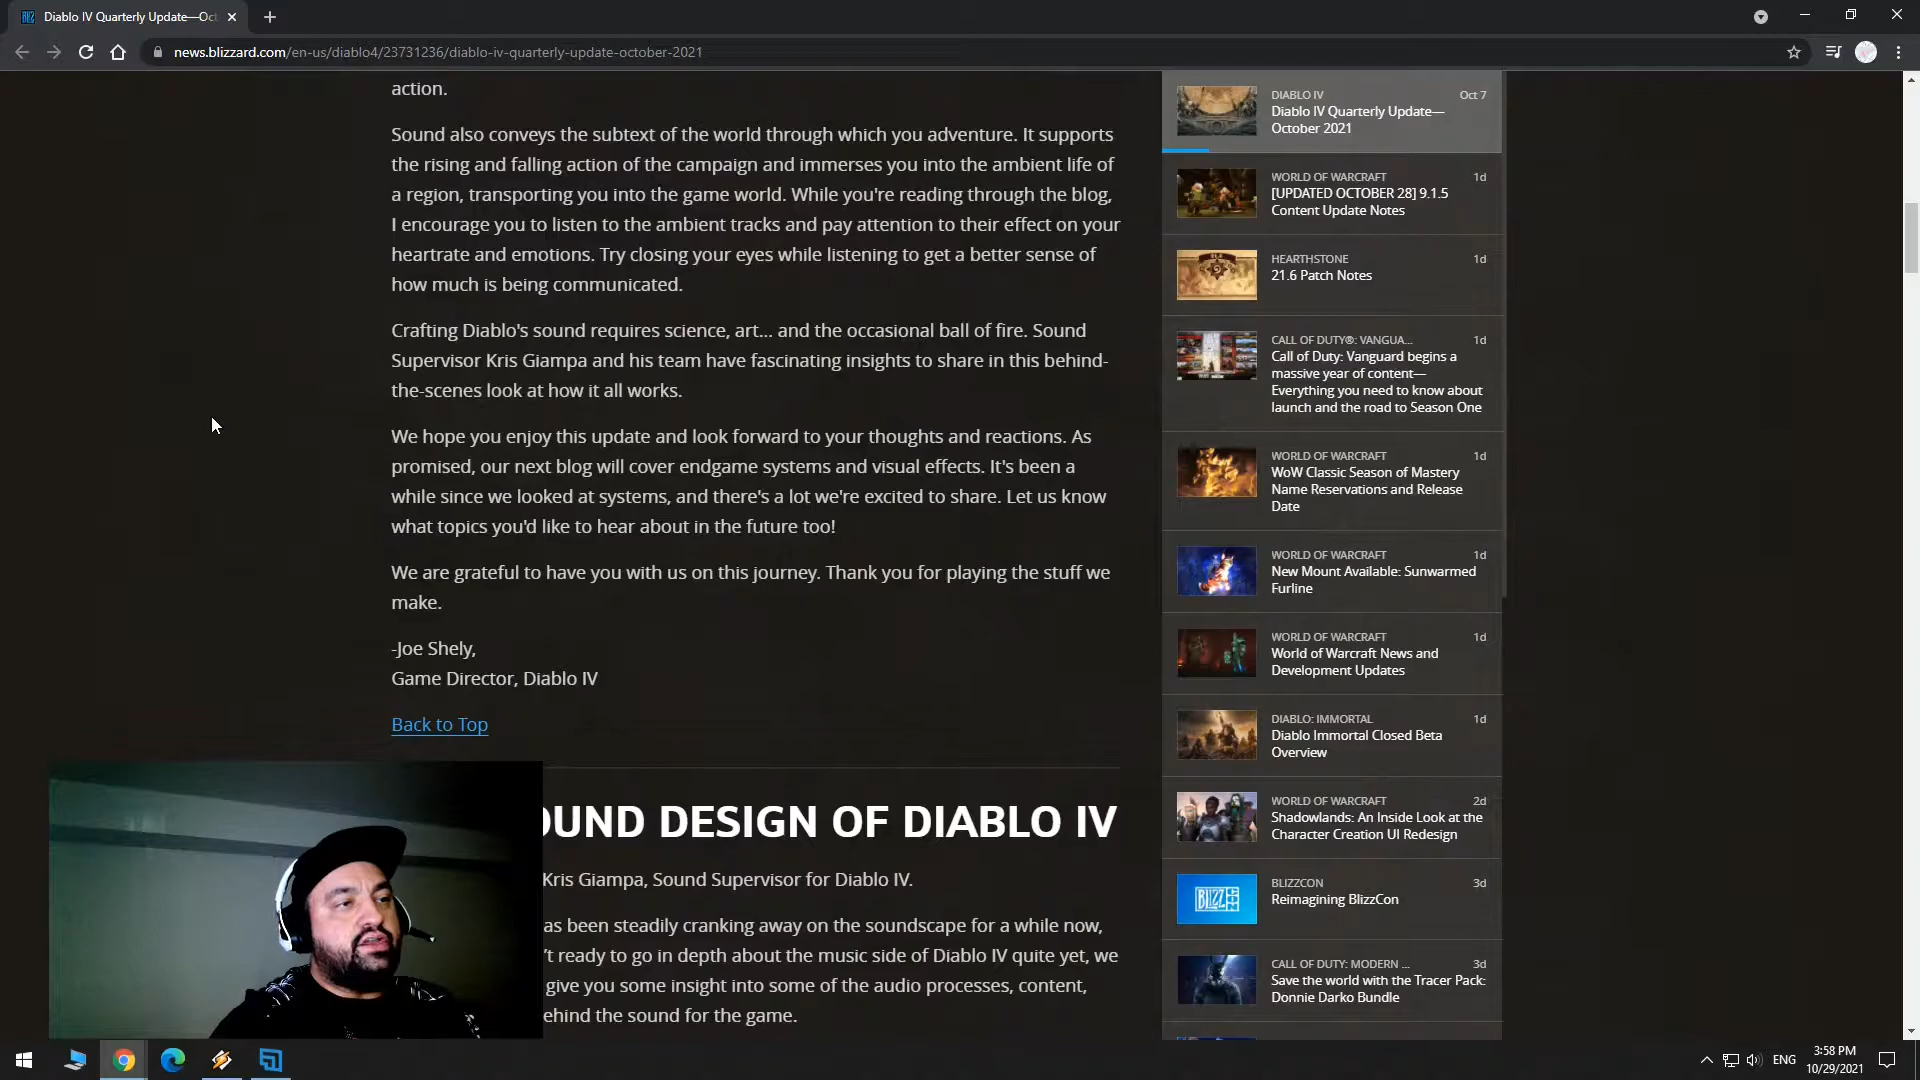 Diablo IV Quarterly Update—Oct
news.blizzard.com/en-us/diablo4/23731236/diablo-iv-quarterly-update-october-2021
action.
Sound also conveys the subtext of the world through which you adventure. It supports
the rising and falling action of the campaign and immerses you into the ambient life of
a region, transporting you into the game world. While you're reading through the blog,
I encourage you to listen to the ambient tracks and pay attention to their effect on your
heartrate and emotions. Try closing your eyes while listening to get a better sense of
how much is being communicated.
Crafting Diablo's sound requires science, art... and the occasional ball of fire. Sound
Supervisor Kris Giampa and his team have fascinating insights to share in this behind-
the-scenes look at how it all works.
We hope you enjoy this update and look forward to your thoughts and reactions. As
promised, our next blog will cover endgame systems and visual effects. It's been a
while since we looked at systems, and there's a lot we're excited to share. Let us know
what topics you'd like to hear about in the future too!
We are grateful to have you with us on this journey. Thank you for playing the stuff we
make.
-Joe Shely,
Game Director, Diablo IV
Back to Top
OUND DESIGN OF DIABLO IV
Kris Giampa, Sound Supervisor for Diablo IV.
as been steadily cranking away on the soundscape for a while now,
't ready to go in depth about the music side of Diablo IV quite yet, we
give you some insight into some of the audio processes, content,
ehind the sound for the game.
DIABLO IV Oct 7
Diablo IV Quarterly Update—
October 2021
WORLD OF WARCRAFT 1d
[UPDATED OCTOBER 28] 9.1.5
Content Update Notes
HEARTHSTONE 1d
21.6 Patch Notes
CALL OF DUTY®: VANGUA... 1d
Call of Duty: Vanguard begins a
massive year of content—
Everything you need to know about
launch and the road to Season One
WORLD OF WARCRAFT 1d
WoW Classic Season of Mastery
Name Reservations and Release
Date
WORLD OF WARCRAFT 1d
New Mount Available: Sunwarmed
Furline
WORLD OF WARCRAFT 1d
World of Warcraft News and
Development Updates
DIABLO: IMMORTAL 1d
Diablo Immortal Closed Beta
Overview
WORLD OF WARCRAFT 2d
Shadowlands: An Inside Look at the
Character Creation UI Redesign
BLIZZCON 3d
Reimagining BlizzCon
CALL OF DUTY: MODERN ... 3d
Save the world with the Tracer Pack:
Donnie Darko Bundle
ENG
3:58 PM
10/29/2021